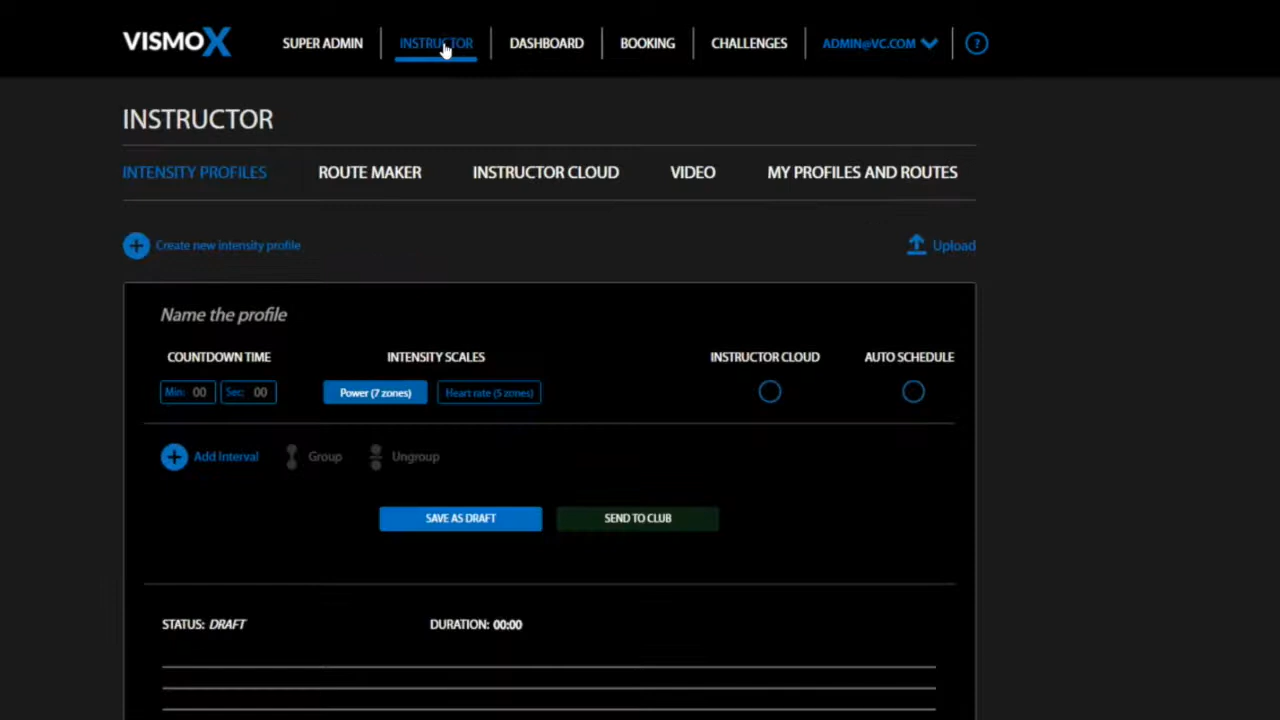 VISMOX SUPER ADMIN INSTRUCTOR DASHBOARD BOOKING CHALLENGES ADMIN@VC.COM ?
INSTRUCTOR
INTENSITY PROFILES ROUTE MAKER INSTRUCTOR CLOUD VIDEO MY PROFILES AND ROUTES
Create new intensity profile Upload
Name the profile
COUNTDOWN TIME INTENSITY SCALES INSTRUCTOR CLOUD AUTO SCHEDULE
Min: 00 Sec: 00 Power (7 zones) Heart rate (5 zones)
Add Interval Group Ungroup
SAVE AS DRAFT SEND TO CLUB
STATUS: DRAFT DURATION: 00:00